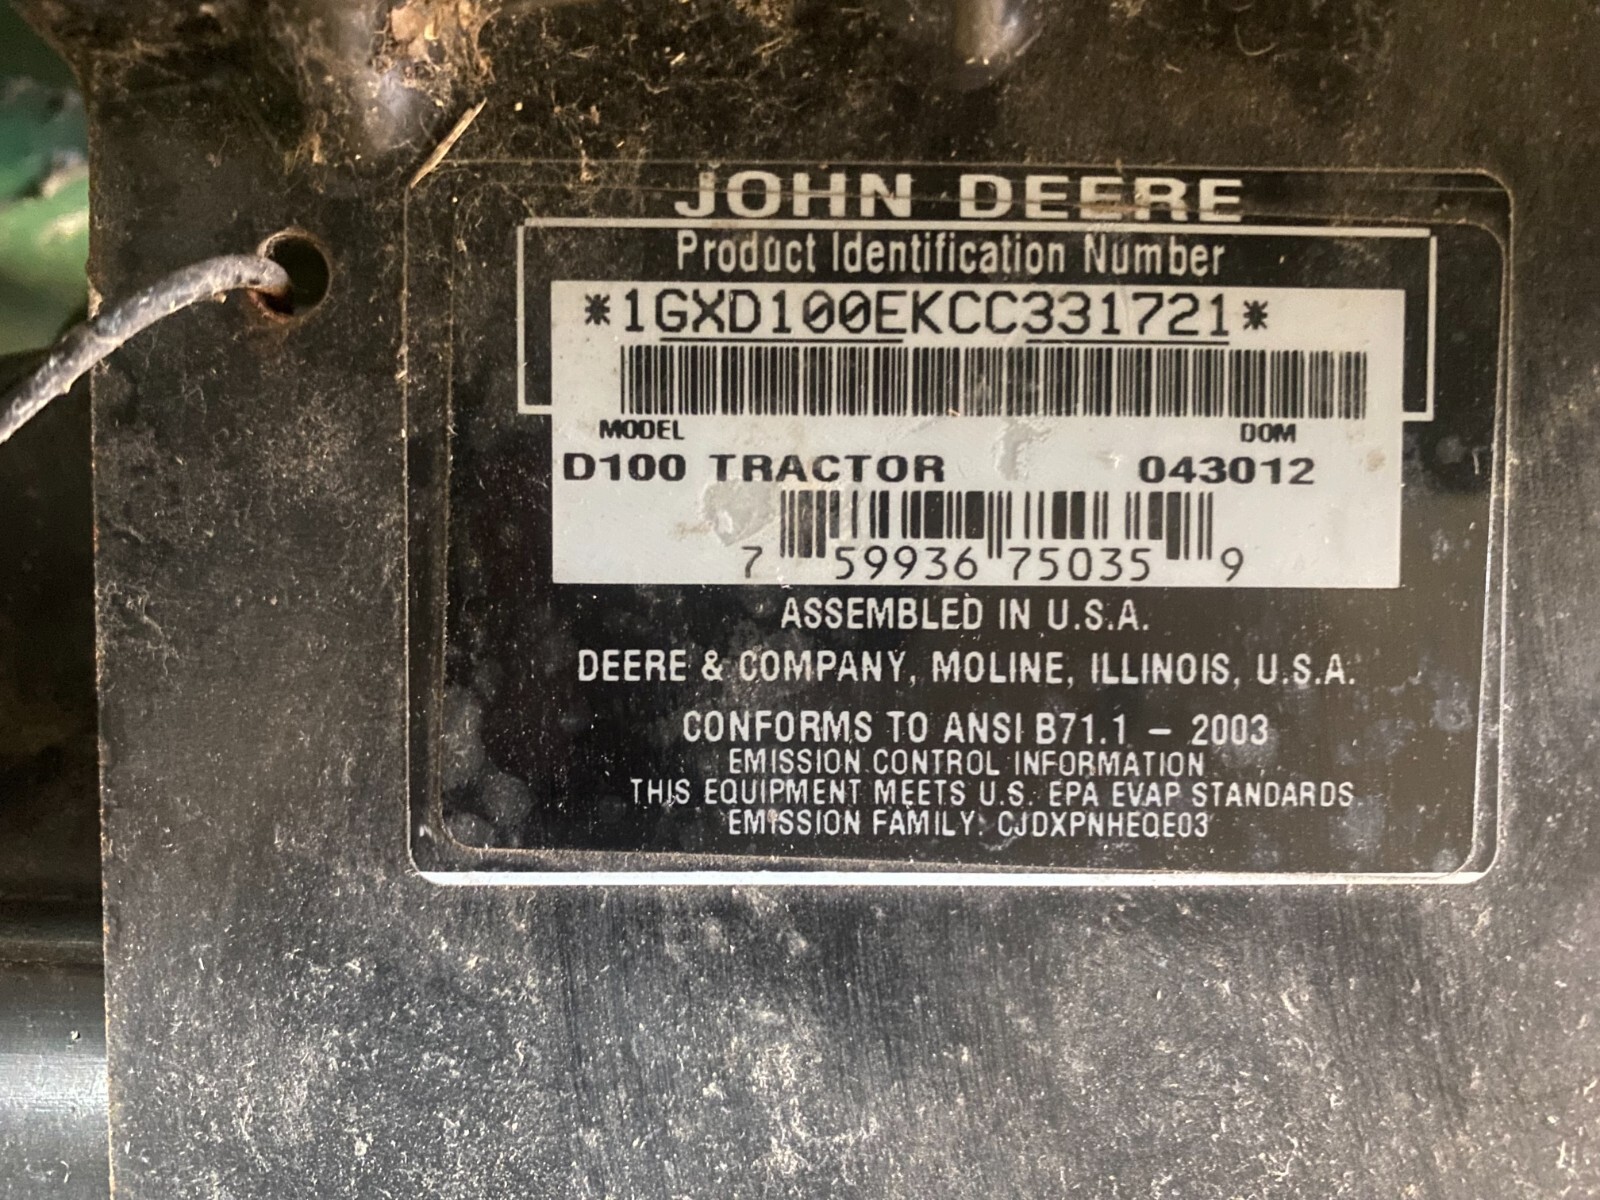 JOHN DEERE
Product Identification Number
*1GXD100EKCC331721*
MODEL DOM
D100 TRACTOR 043012
7 59936 75035 9
ASSEMBLED IN U.S.A.
DEERE & COMPANY, MOLINE, ILLINOIS, U.S.A.
CONFORMS TO ANSI B71.1 – 2003
EMISSION CONTROL INFORMATION
THIS EQUIPMENT MEETS U.S. EPA EVAP STANDARDS
EMISSION FAMILY: CJDXPNHEQE03